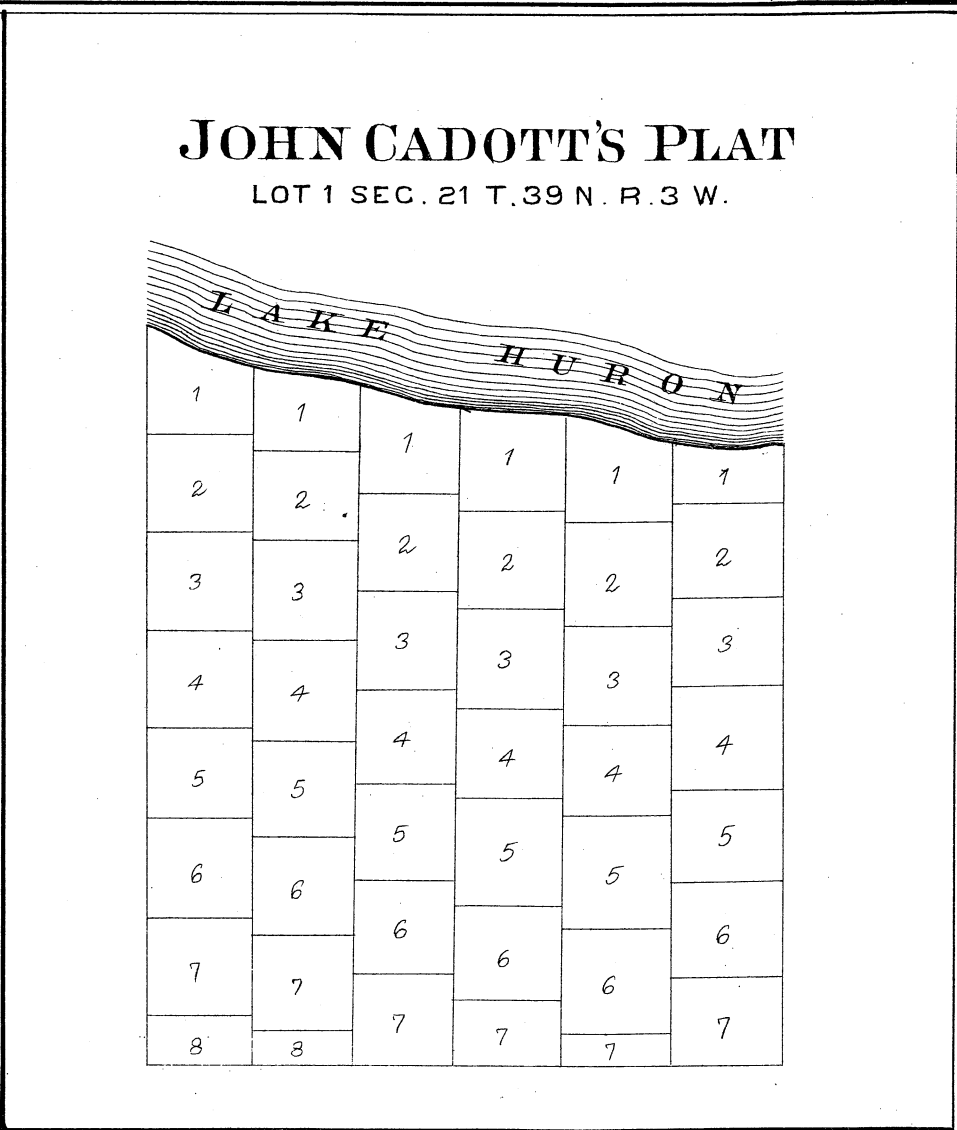 JOHN CADOTT'S PLAT
LOT 1 SEC. 21 T. 39 N. R. 3 W.
LAKE HURON
1 1 1 1 1 1
2 2 2 2 2 2
3 3 3 3 3 3
4 4 4 4 4 4
5 5 5 5 5 5
6 6 6 6 6 6
7 7 7 7 7 7
8 8